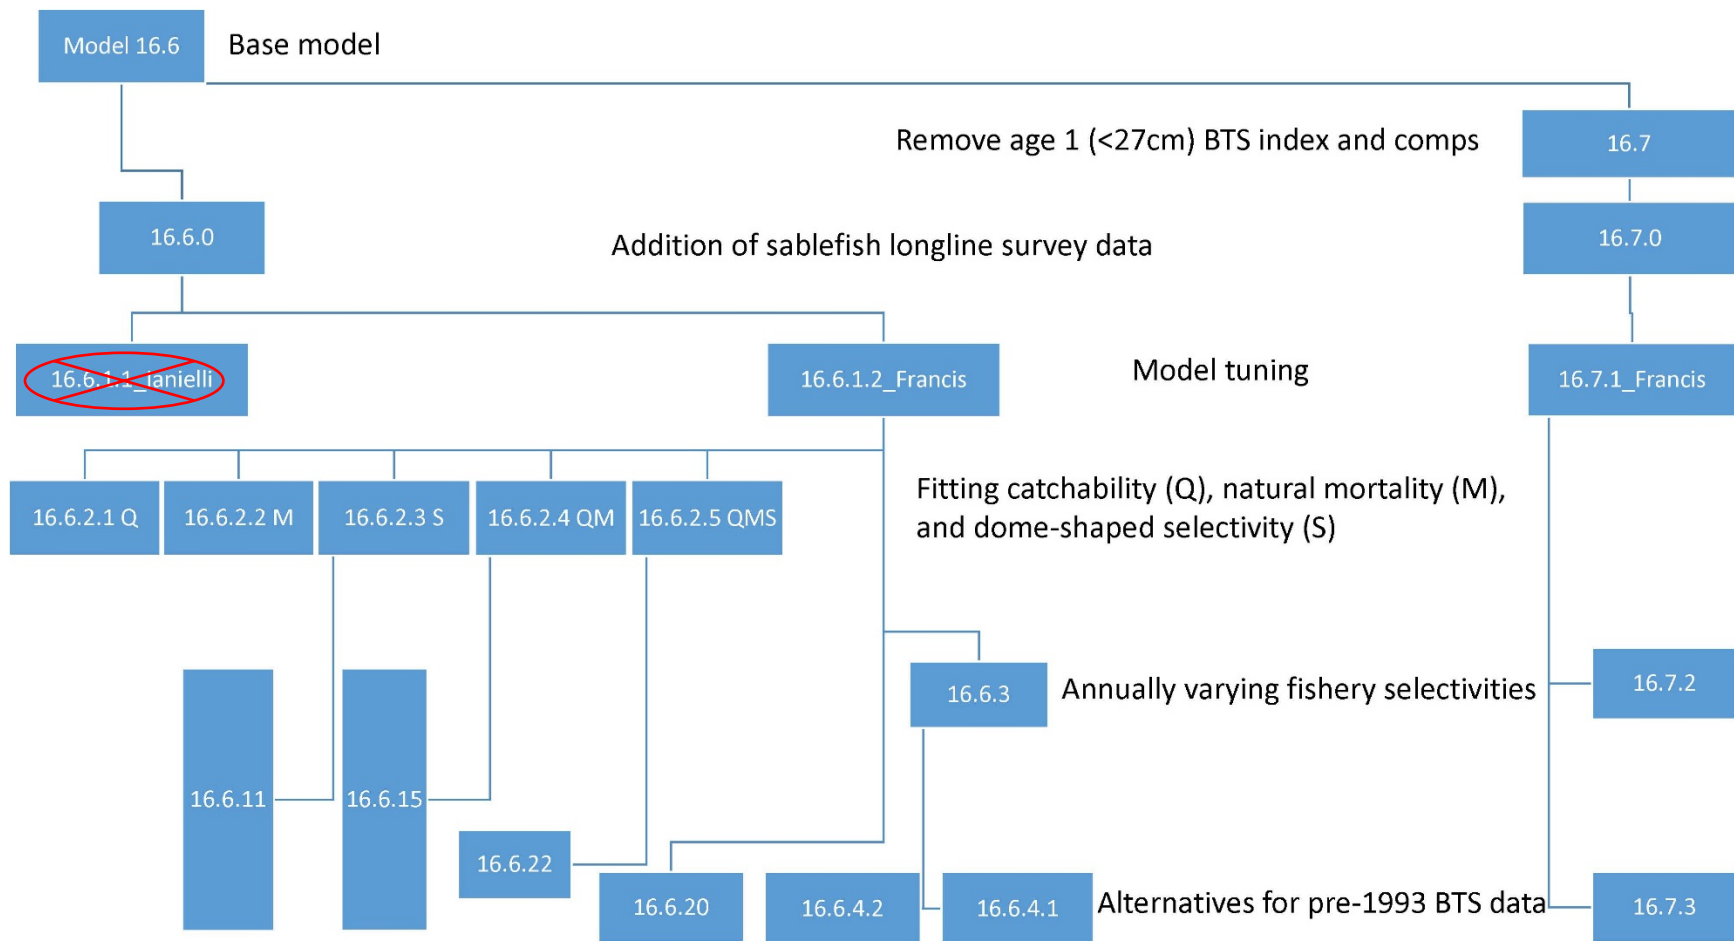 Model 16.6
Base model
Remove age 1 (<27cm) BTS index and comps
16.7
16.6.0
Addition of sablefish longline survey data
16.7.0
16.6.1.1_Ianielli
16.6.1.2_Francis
Model tuning
16.7.1_Francis
16.6.2.1 Q
16.6.2.2 M
16.6.2.3 S
16.6.2.4 QM
16.6.2.5 QMS
Fitting catchability (Q), natural mortality (M),
and dome-shaped selectivity (S)
16.6.3
Annually varying fishery selectivities
16.7.2
16.6.11
16.6.15
16.6.22
16.6.20
16.6.4.2
16.6.4.1
Alternatives for pre-1993 BTS data
16.7.3